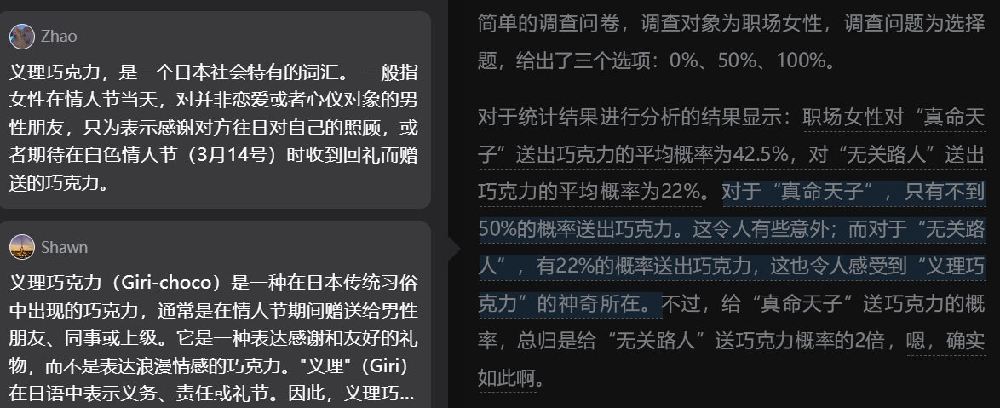 Zhao
义理巧克力，是一个日本社会特有的词汇。 一般指
女性在情人节当天，对并非恋爱或者心仪对象的男
性朋友，只为表示感谢对方往日对自己的照顾，或
者期待在白色情人节（3月14号）时收到回礼而赠
送的巧克力。
Shawn
义理巧克力（Giri-choco）是一种在日本传统习俗
中出现的巧克力，通常是在情人节期间赠送给男性
朋友、同事或上级。它是一种表达感谢和友好的礼
物，而不是表达浪漫情感的巧克力。"义理"（Giri）
在日语中表示义务、责任或礼节。因此，义理巧...
简单的调查问卷，调查对象为职场女性，调查问题为选择
题，给出了三个选项：0%、50%、100%。
对于统计结果进行分析的结果显示：职场女性对“真命天
子”送出巧克力的平均概率为42.5%，对“无关路人”送出
巧克力的平均概率为22%。对于“真命天子”，只有不到
50%的概率送出巧克力。这令人有些意外；而对于“无关路
人”，有22%的概率送出巧克力，这也令人感受到“义理巧
克力”的神奇所在。不过，给“真命天子”送巧克力的概
率，总归是给“无关路人”送巧克力概率的2倍，嗯，确实
如此啊。